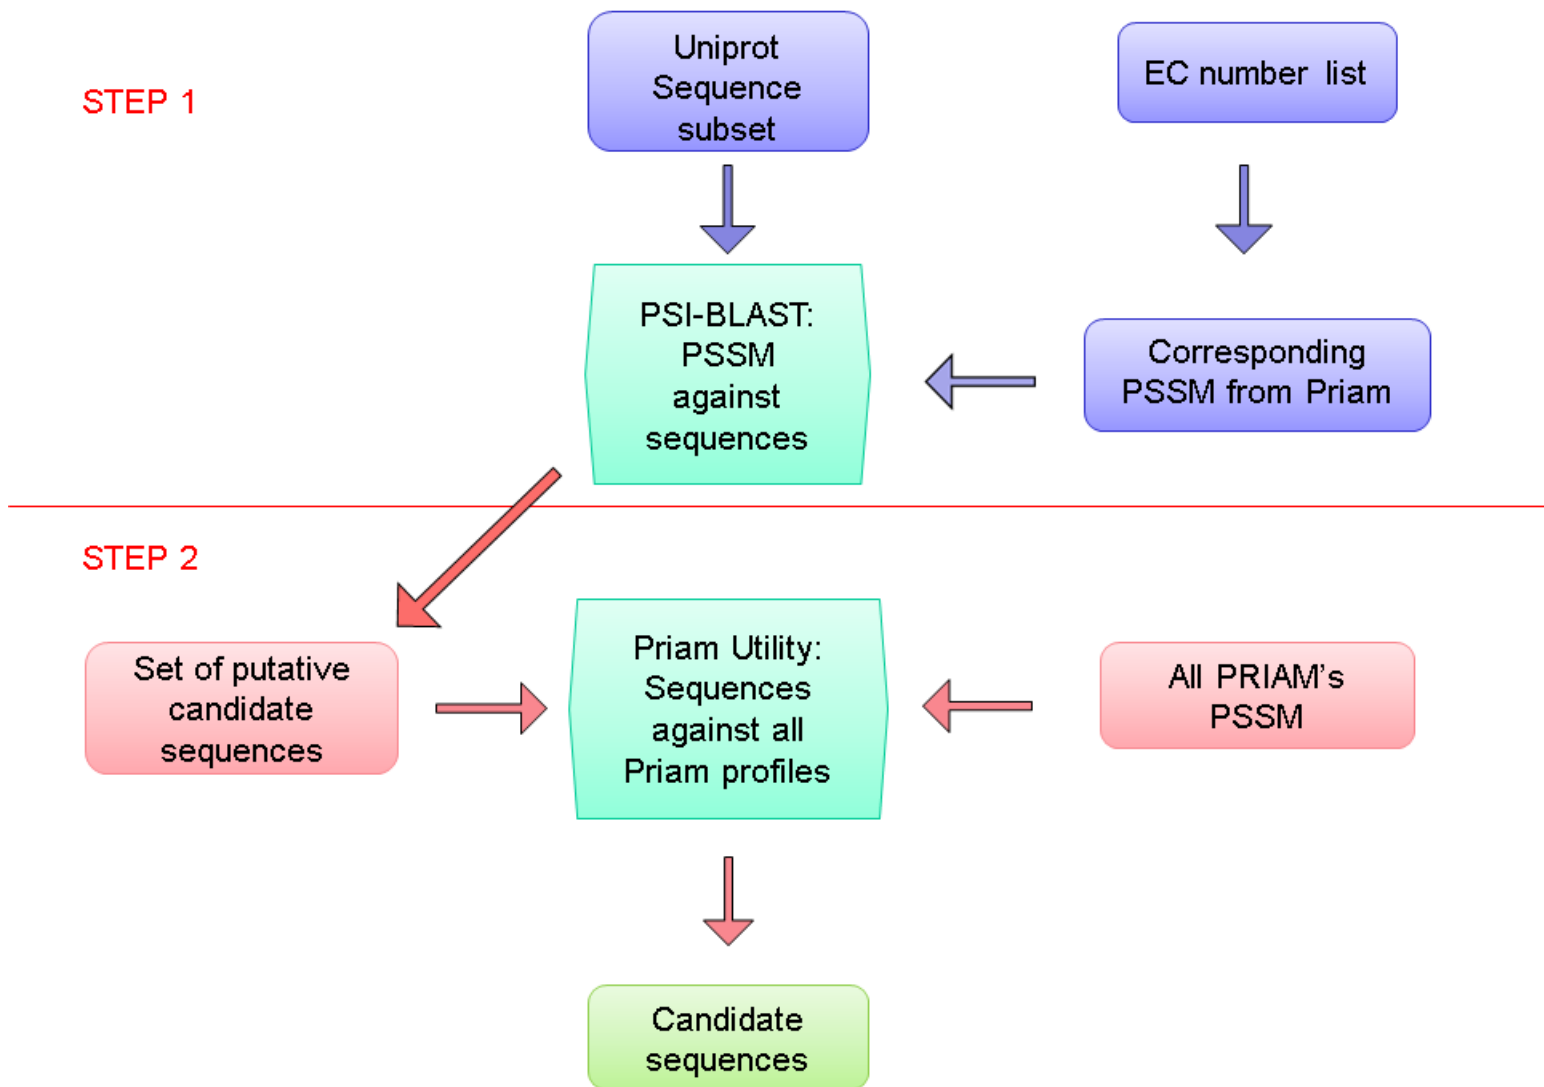 STEP 1
Uniprot
Sequence
subset
EC number list
PSI-BLAST:
PSSM
against
sequences
Corresponding
PSSM from Priam
STEP 2
Set of putative
candidate
sequences
Priam Utility:
Sequences
against all
Priam profiles
All PRIAM's
PSSM
Candidate
sequences